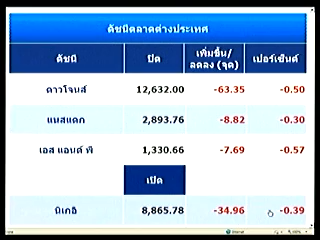 ดัชนีตลาดต่างประเทศ
ดัชนี ปิด เพิ่มขึ้น/ลดลง (จุด) เปอร์เซ็นต์
ดาวโจนส์ 12,632.00 -63.35 -0.50
แนสแดก 2,893.76 -8.82 -0.30
เอส แอนด์ พี 1,330.66 -7.69 -0.57
เปิด
นิเกอิ 8,865.78 -34.96 -0.39